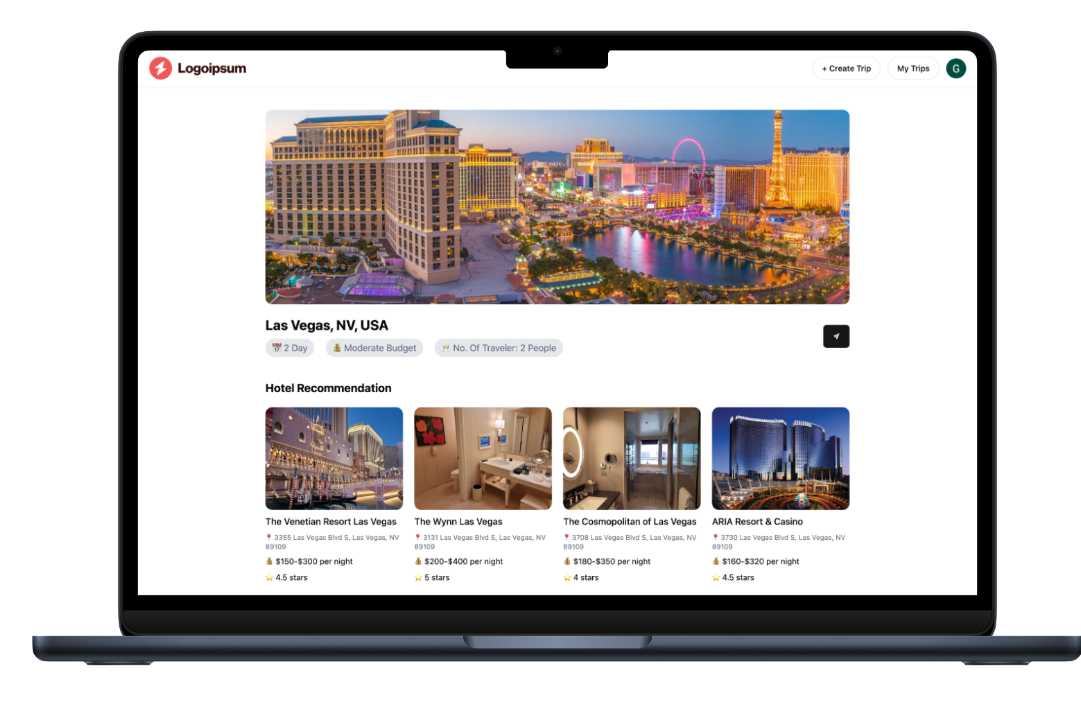 Logoipsum
+ Create Trip
My Trips
G
Las Vegas, NV, USA
2 Day
Moderate Budget
No. Of Traveler: 2 People
Hotel Recommendation
The Venetian Resort Las Vegas
3355 Las Vegas Blvd S, Las Vegas, NV
89109
$150-$300 per night
4.5 stars
The Wynn Las Vegas
3131 Las Vegas Blvd S, Las Vegas, NV
89109
$200-$400 per night
5 stars
The Cosmopolitan of Las Vegas
3708 Las Vegas Blvd S, Las Vegas, NV
89109
$180-$350 per night
4 stars
ARIA Resort & Casino
3730 Las Vegas Blvd S, Las Vegas, NV
89109
$160-$320 per night
4.5 stars